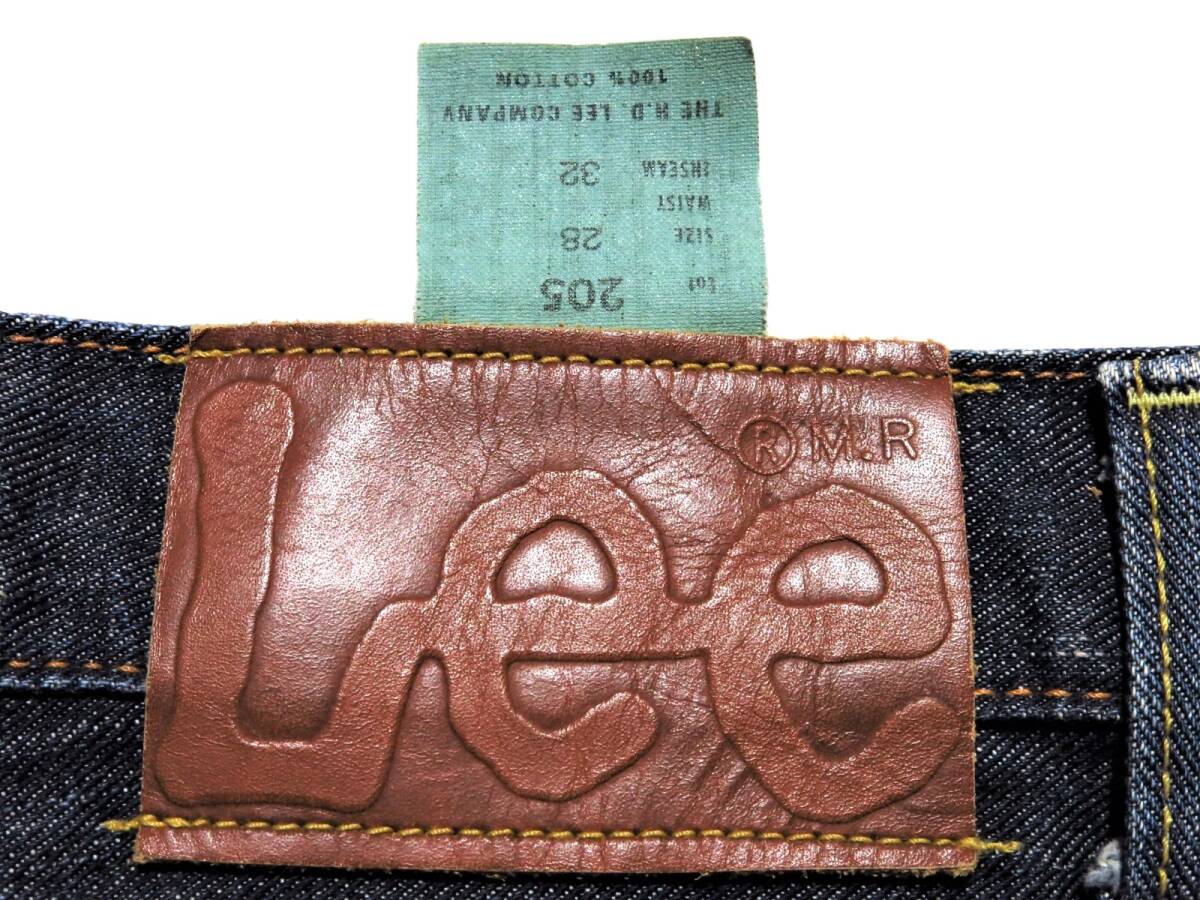 Lot 205
SIZE 28
WAIST
INSEAM 32
THE H.D. LEE COMPANY
100% COTTON
® M.R
Lee